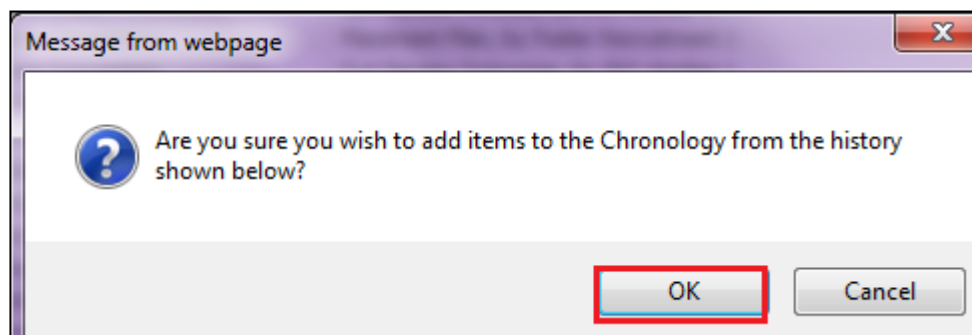 Message from webpage
Are you sure you wish to add items to the Chronology from the history
shown below?
OK
Cancel